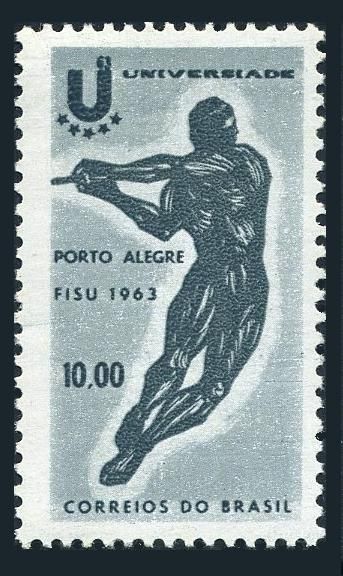 U UNIVERSIADE
PORTO ALEGRE
FISU 1963
10,00
CORREIOS DO BRASIL